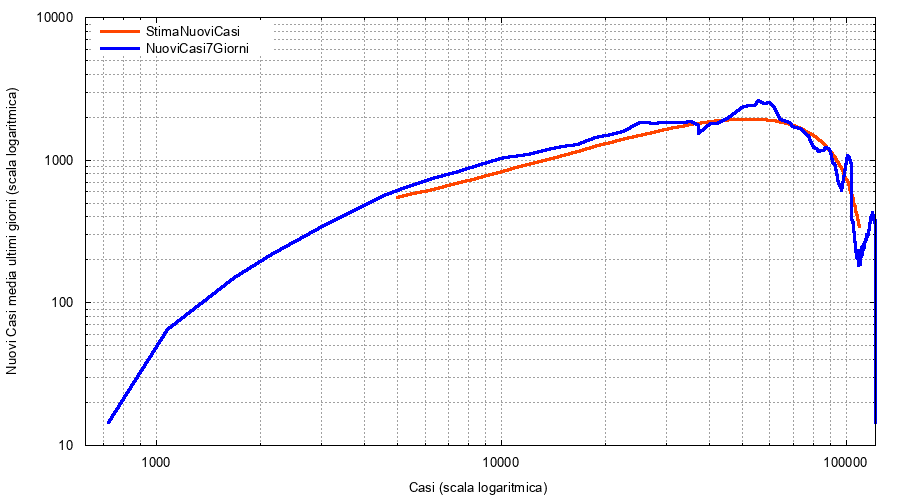 10000
StimaNuoviCasi
NuoviCasi7Giorni
1000
100
10
Nuovi Casi media ultimi giorni (scala logaritmica)
1000
10000
100000
Casi (scala logaritmica)